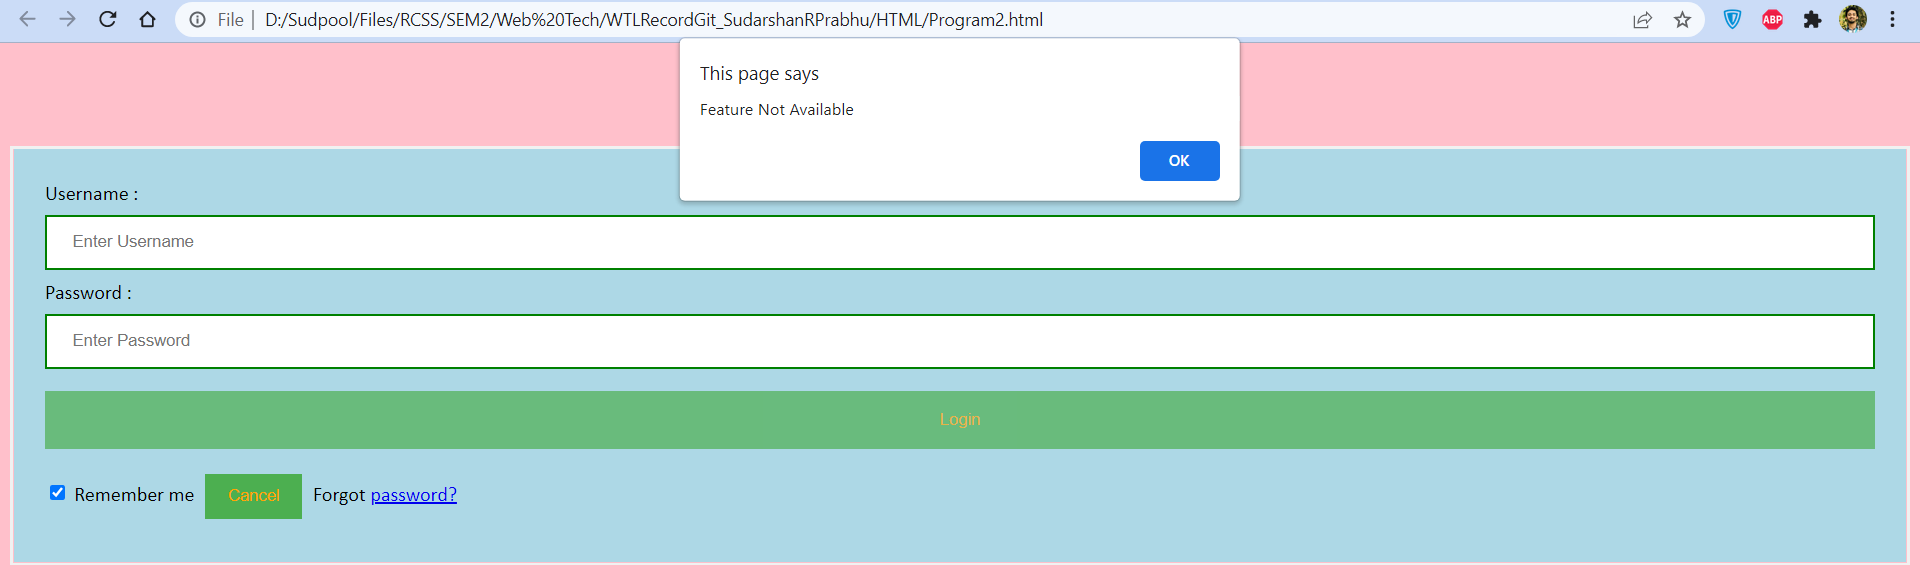 File | D:/Sudpool/Files/RCSS/SEM2/Web%20Tech/WTLRecordGit_SudarshanRPrabhu/HTML/Program2.html
ABP
This page says
Feature Not Available
OK
Username :
Enter Username
Password :
Enter Password
Login
Remember me Cancel Forgot password?